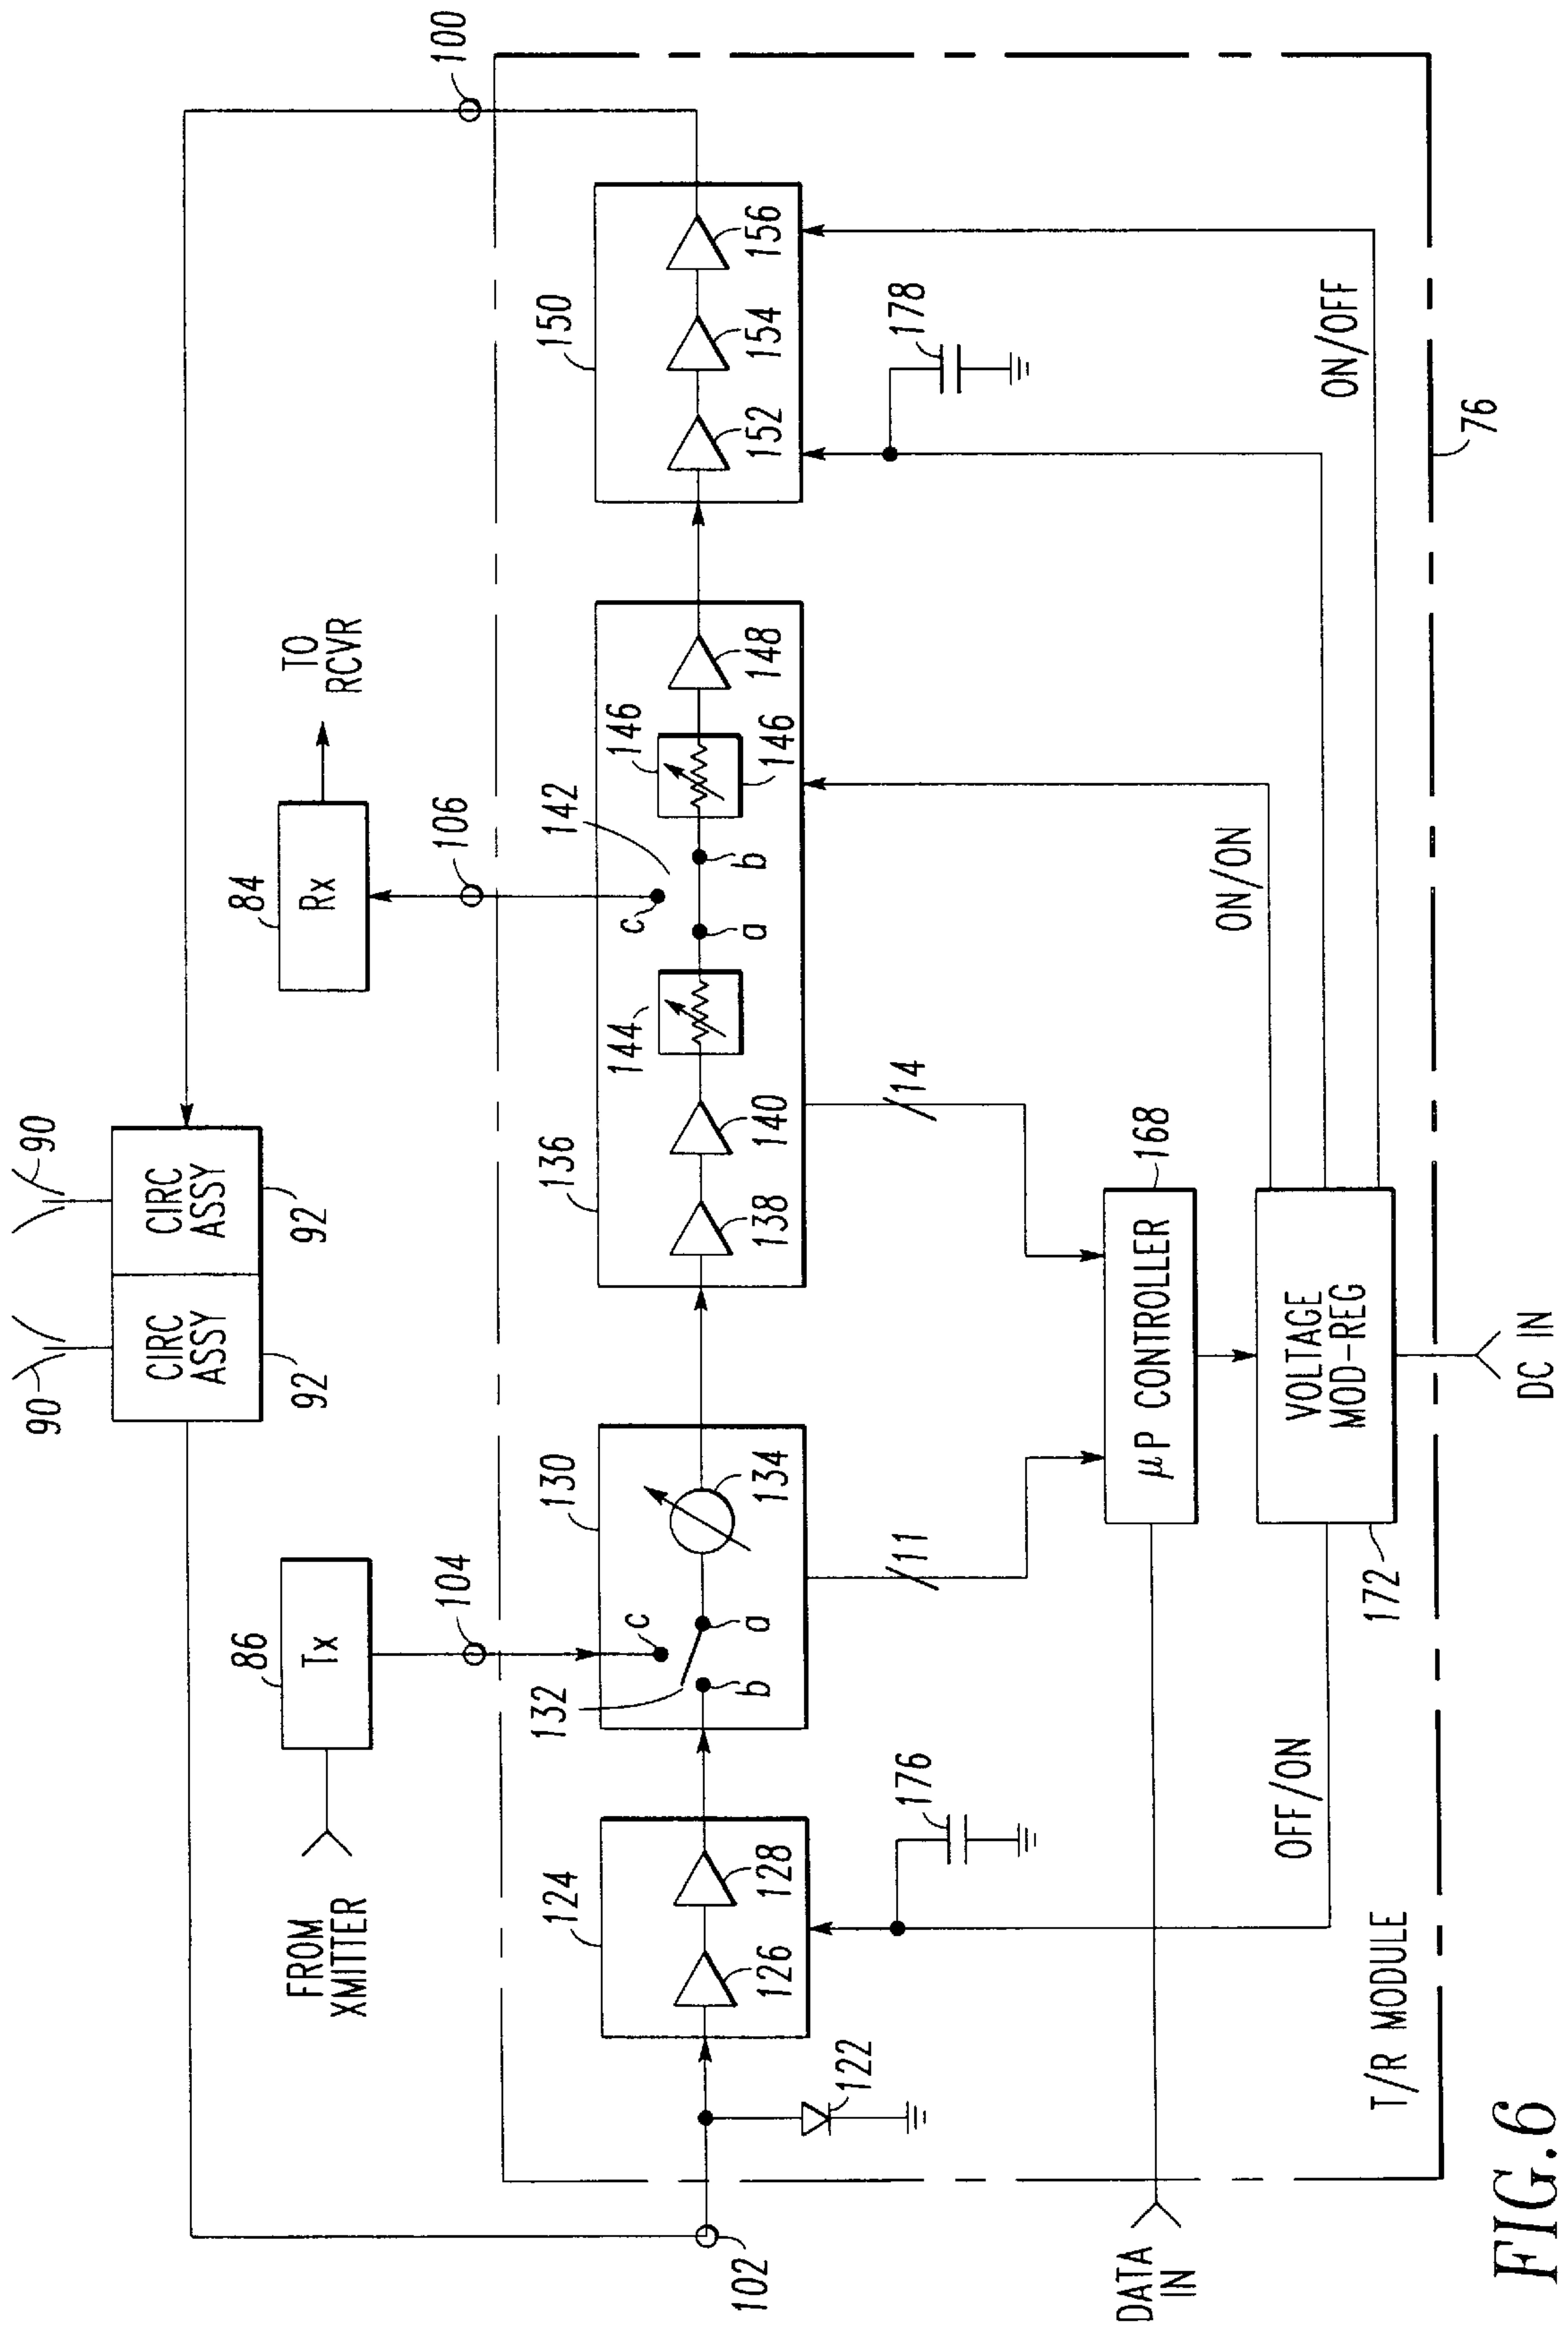 90
90
CIRC
ASSY
CIRC
ASSY
92
92
100
FROM
XMITTER
86
Tx
104
84
Rx
TO
RCVR
106
102
122
124
126
128
176
130
132
c
b
a
134
136
138
140
144
142
c
a
b
146
146
148
150
152
154
156
178
11
14
DATA
IN
μP CONTROLLER
168
VOLTAGE
MOD-REG
172
OFF/ON
ON/ON
ON/OFF
DC IN
T/R MODULE
76
FIG.6